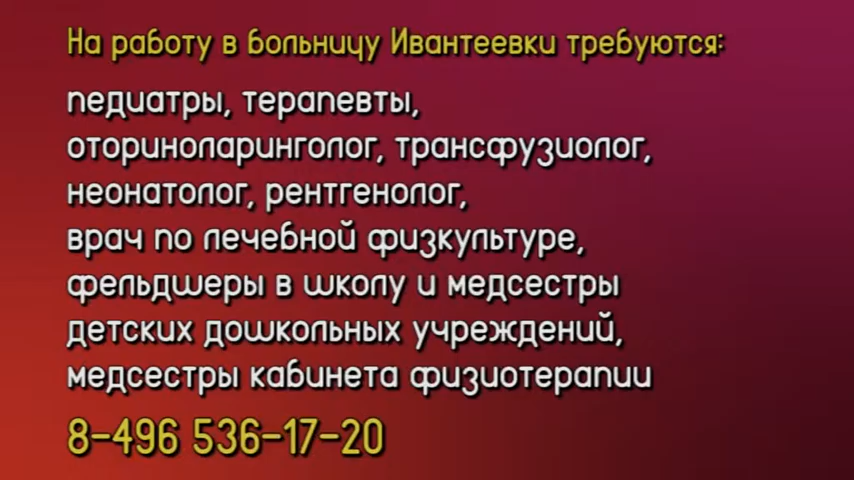 На работу в больницу Ивантеевки требуются:
педиатры, терапевты,
оториноларинголог, трансфузиолог,
неонатолог, рентгенолог,
врач по лечебной физкультуре,
фельдшеры в школу и медсестры
детских дошкольных учреждений,
медсестры кабинета физиотерапии
8-496 536-17-20